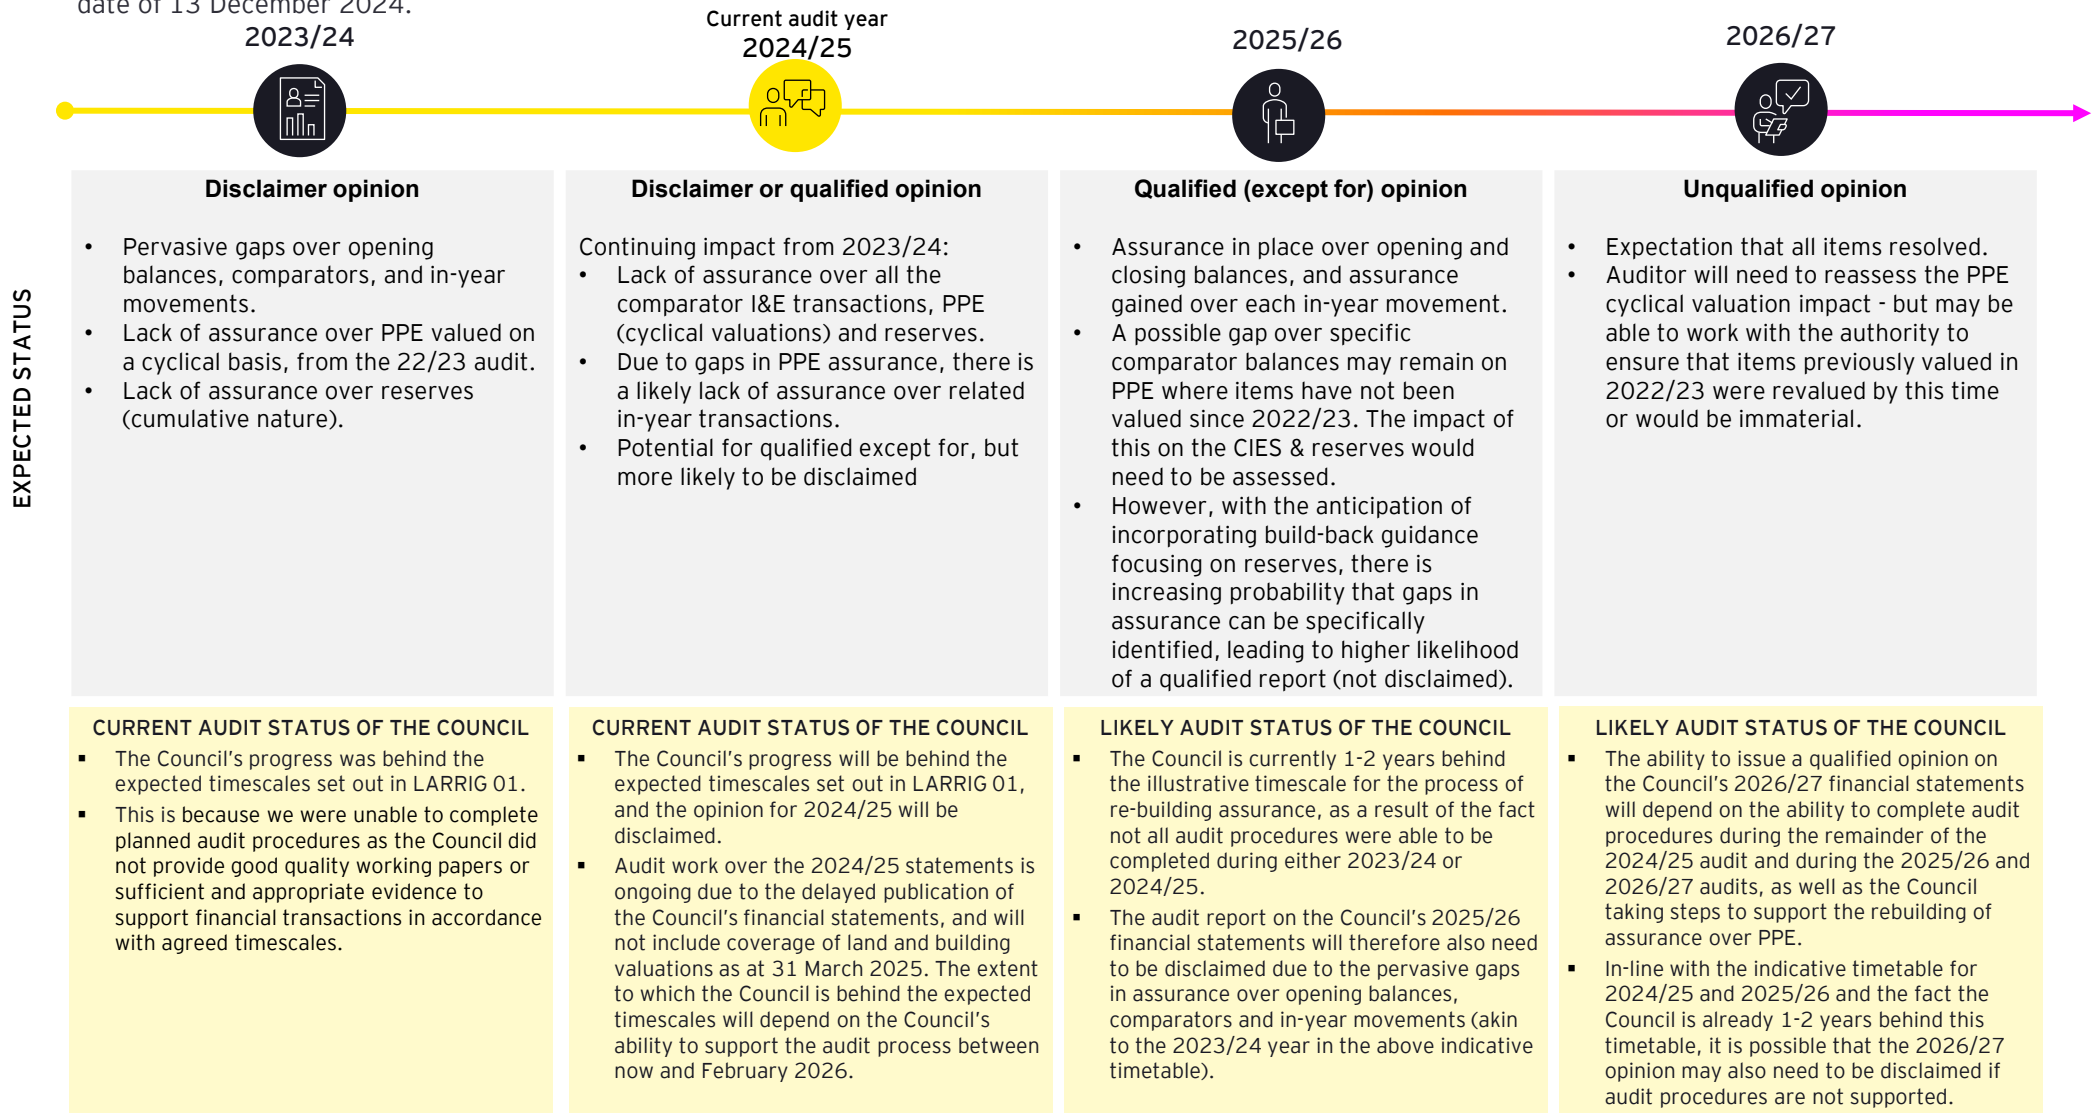 date of 13 December 2024.
2023/24
Current audit year
2024/25
2025/26
2026/27
EXPECTED STATUS
Disclaimer opinion
• Pervasive gaps over opening
balances, comparators, and in-year
movements.
• Lack of assurance over PPE valued on
a cyclical basis, from the 22/23 audit.
• Lack of assurance over reserves
(cumulative nature).
Disclaimer or qualified opinion
Continuing impact from 2023/24:
• Lack of assurance over all the
comparator I&E transactions, PPE
(cyclical valuations) and reserves.
• Due to gaps in PPE assurance, there is
a likely lack of assurance over related
in-year transactions.
• Potential for qualified except for, but
more likely to be disclaimed
Qualified (except for) opinion
• Assurance in place over opening and
closing balances, and assurance
gained over each in-year movement.
• A possible gap over specific
comparator balances may remain on
PPE where items have not been
valued since 2022/23. The impact of
this on the CIES & reserves would
need to be assessed.
• However, with the anticipation of
incorporating build-back guidance
focusing on reserves, there is
increasing probability that gaps in
assurance can be specifically
identified, leading to higher likelihood
of a qualified report (not disclaimed).
Unqualified opinion
• Expectation that all items resolved.
• Auditor will need to reassess the PPE
cyclical valuation impact - but may be
able to work with the authority to
ensure that items previously valued in
2022/23 were revalued by this time
or would be immaterial.
CURRENT AUDIT STATUS OF THE COUNCIL
▪ The Council's progress was behind the
expected timescales set out in LARRIG 01.
▪ This is because we were unable to complete
planned audit procedures as the Council did
not provide good quality working papers or
sufficient and appropriate evidence to
support financial transactions in accordance
with agreed timescales.
CURRENT AUDIT STATUS OF THE COUNCIL
▪ The Council's progress will be behind the
expected timescales set out in LARRIG 01,
and the opinion for 2024/25 will be
disclaimed.
▪ Audit work over the 2024/25 statements is
ongoing due to the delayed publication of
the Council's financial statements, and will
not include coverage of land and building
valuations as at 31 March 2025. The extent
to which the Council is behind the expected
timescales will depend on the Council's
ability to support the audit process between
now and February 2026.
LIKELY AUDIT STATUS OF THE COUNCIL
▪ The Council is currently 1-2 years behind
the illustrative timescale for the process of
re-building assurance, as a result of the fact
not all audit procedures were able to be
completed during either 2023/24 or
2024/25.
▪ The audit report on the Council's 2025/26
financial statements will therefore also need
to be disclaimed due to the pervasive gaps
in assurance over opening balances,
comparators and in-year movements (akin
to the 2023/24 year in the above indicative
timetable).
LIKELY AUDIT STATUS OF THE COUNCIL
▪ The ability to issue a qualified opinion on
the Council's 2026/27 financial statements
will depend on the ability to complete audit
procedures during the remainder of the
2024/25 audit and during the 2025/26 and
2026/27 audits, as well as the Council
taking steps to support the rebuilding of
assurance over PPE.
▪ In-line with the indicative timetable for
2024/25 and 2025/26 and the fact the
Council is already 1-2 years behind this
timetable, it is possible that the 2026/27
opinion may also need to be disclaimed if
audit procedures are not supported.